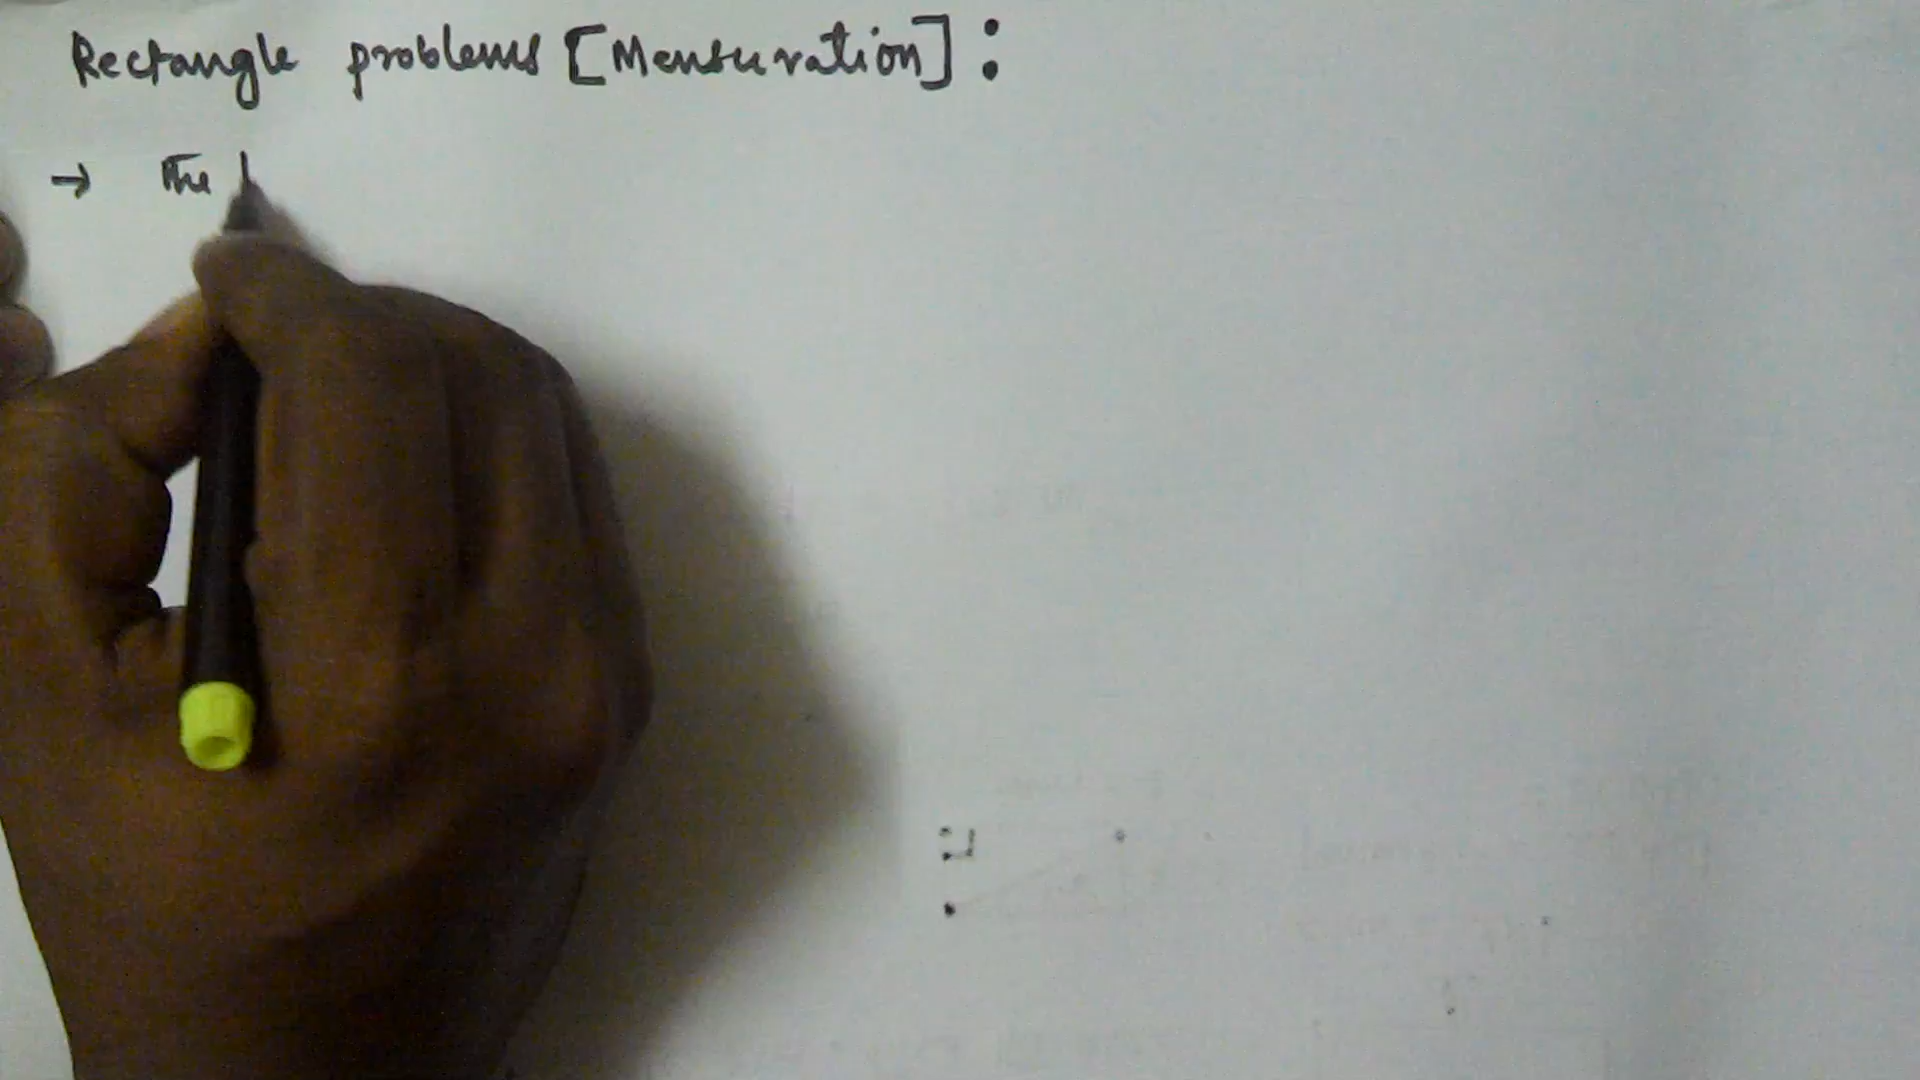 Rectangle problems [Mensuration] :
→ The